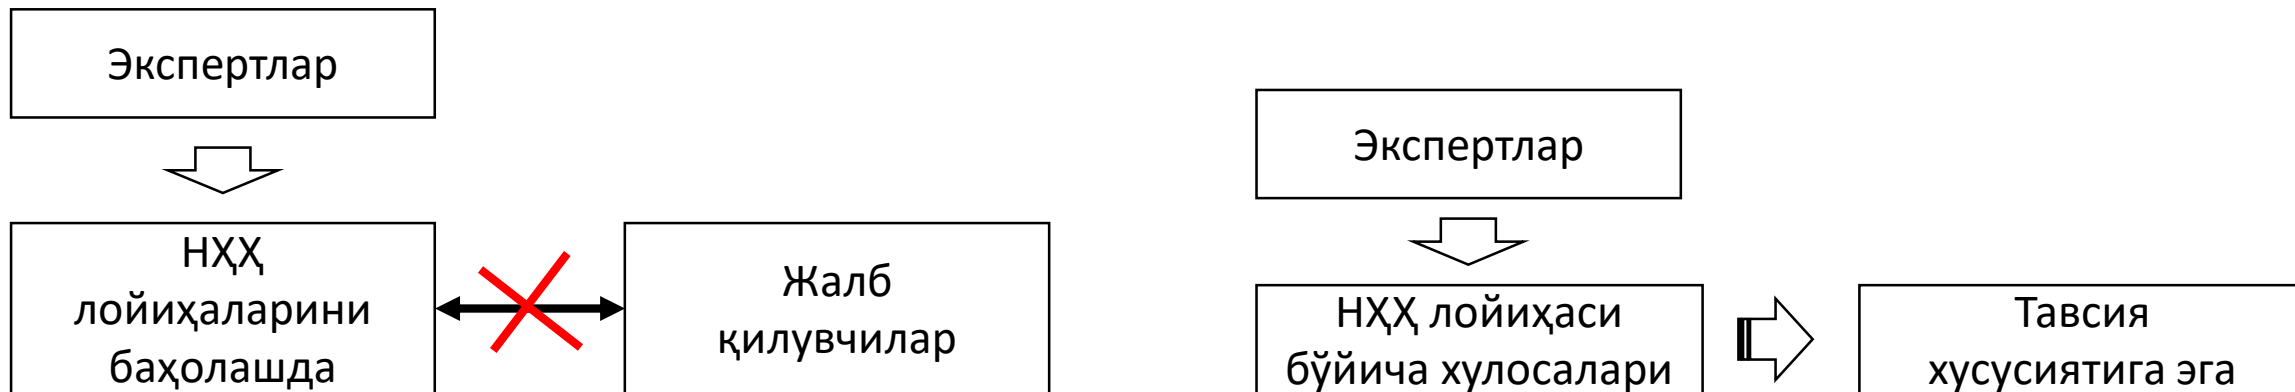 Экспертлар
НҲҲ
лойиҳаларини
баҳолашда
Жалб
қилувчилар
Экспертлар
НҲҲ лойиҳаси
бўйича хулосалари
Тавсия
хусусиятига эга